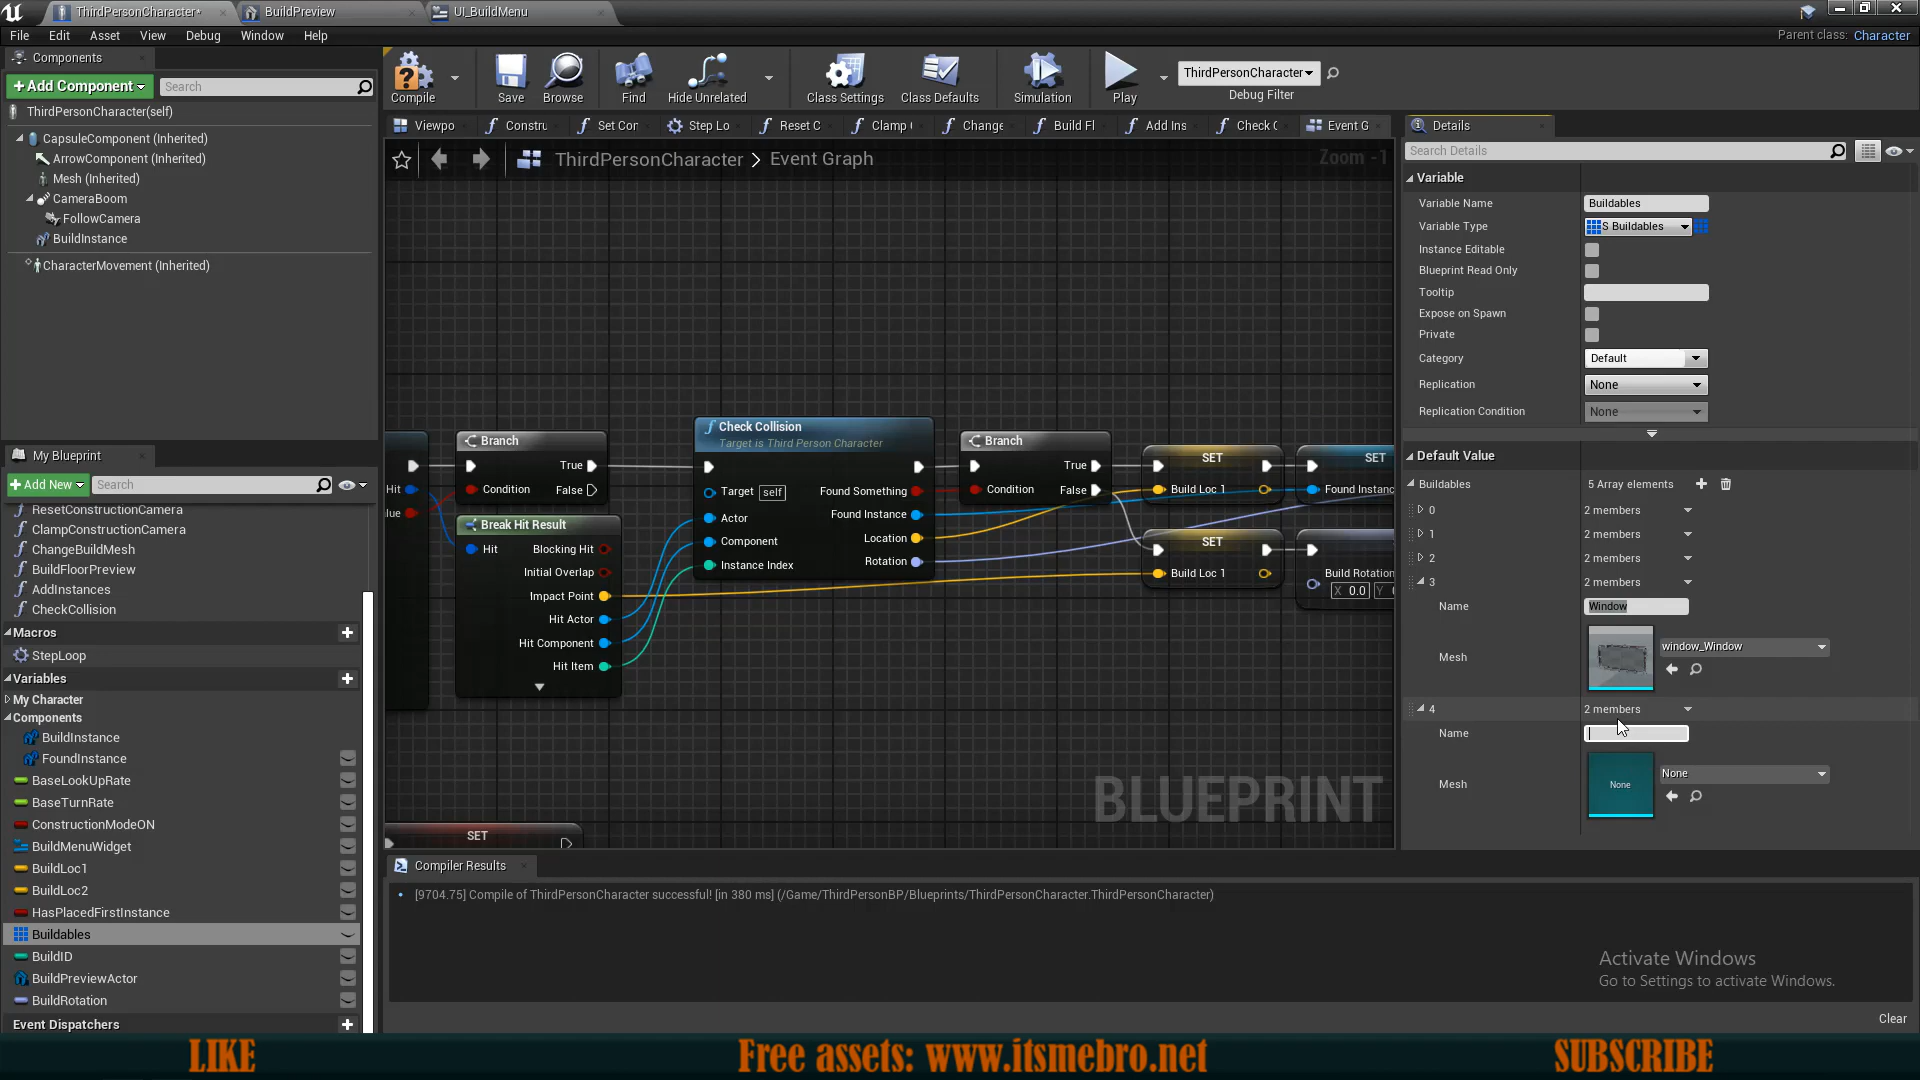 ThirdPersonCharacter*
BuildPreview
UI_BuildMenu
File Edit Asset View Debug Window Help
Parent class: Character
Components
+Add Component
Search
ThirdPersonCharacter(self)
CapsuleComponent (Inherited)
ArrowComponent (Inherited)
Mesh (Inherited)
CameraBoom
FollowCamera
BuildInstance
CharacterMovement (Inherited)
My Blueprint
+Add New
Search
ResetConstructionCamera
ClampConstructionCamera
ChangeBuildMesh
BuildFloorPreview
AddInstances
CheckCollision
Macros
StepLoop
Variables
My Character
Components
BuildInstance
FoundInstance
BaseLookUpRate
BaseTurnRate
ConstructionModeON
BuildMenuWidget
BuildLoc1
BuildLoc2
HasPlacedFirstInstance
Buildables
BuildID
BuildPreviewActor
BuildRotation
Event Dispatchers
Compile
Save
Browse
Find
Hide Unrelated
Class Settings
Class Defaults
Simulation
Play
ThirdPersonCharacter
Debug Filter
Viewpo
Constru
Set Con
Step Lo
Reset C
Clamp
Change
Build Fl
Add Ins
Check
Event G
ThirdPersonCharacter > Event Graph
Zoom -1
Hit
lue
Branch
True
Condition False
Break Hit Result
Hit Blocking Hit
Initial Overlap
Impact Point
Hit Actor
Hit Component
Hit Item
Check Collision
Target is Third Person Character
Target self
Actor
Component
Instance Index
Found Something
Found Instance
Location
Rotation
Branch
True
Condition False
SET
Build Loc 1
SET
Found Instanc
SET
Build Loc 1
Build Rotation
X 0.0
SET
BLUEPRINT
Compiler Results
[9704.75] Compile of ThirdPersonCharacter successful! [in 380 ms] (/Game/ThirdPersonBP/Blueprints/ThirdPersonCharacter.ThirdPersonCharacter)
Details
Search Details
Variable
Variable Name Buildables
Variable Type S Buildables
Instance Editable
Blueprint Read Only
Tooltip
Expose on Spawn
Private
Category Default
Replication None
Replication Condition None
Default Value
Buildables 5 Array elements
0 2 members
1 2 members
2 2 members
3 2 members
Name Window
Mesh window_Window
4 2 members
Name
Mesh None None
Activate Windows
Go to Settings to activate Windows.
Clear
LIKE
Free assets: www.itsmebro.net
SUBSCRIBE